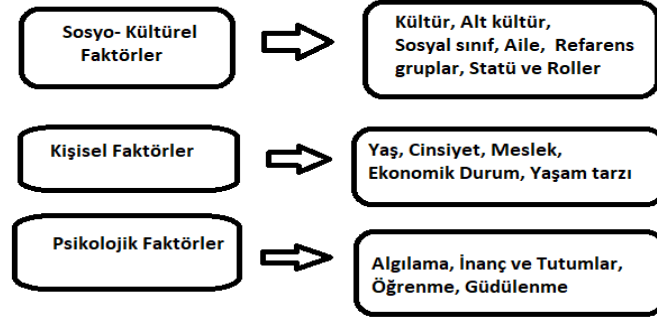 Sosyo- Kültürel
Faktörler
Kültür, Alt kültür,
Sosyal sınıf, Aile, Refarens
gruplar, Statü ve Roller
Kişisel Faktörler
Yaş, Cinsiyet, Meslek,
Ekonomik Durum, Yaşam tarzı
Psikolojik Faktörler
Algılama, İnanç ve Tutumlar,
Öğrenme, Güdülenme